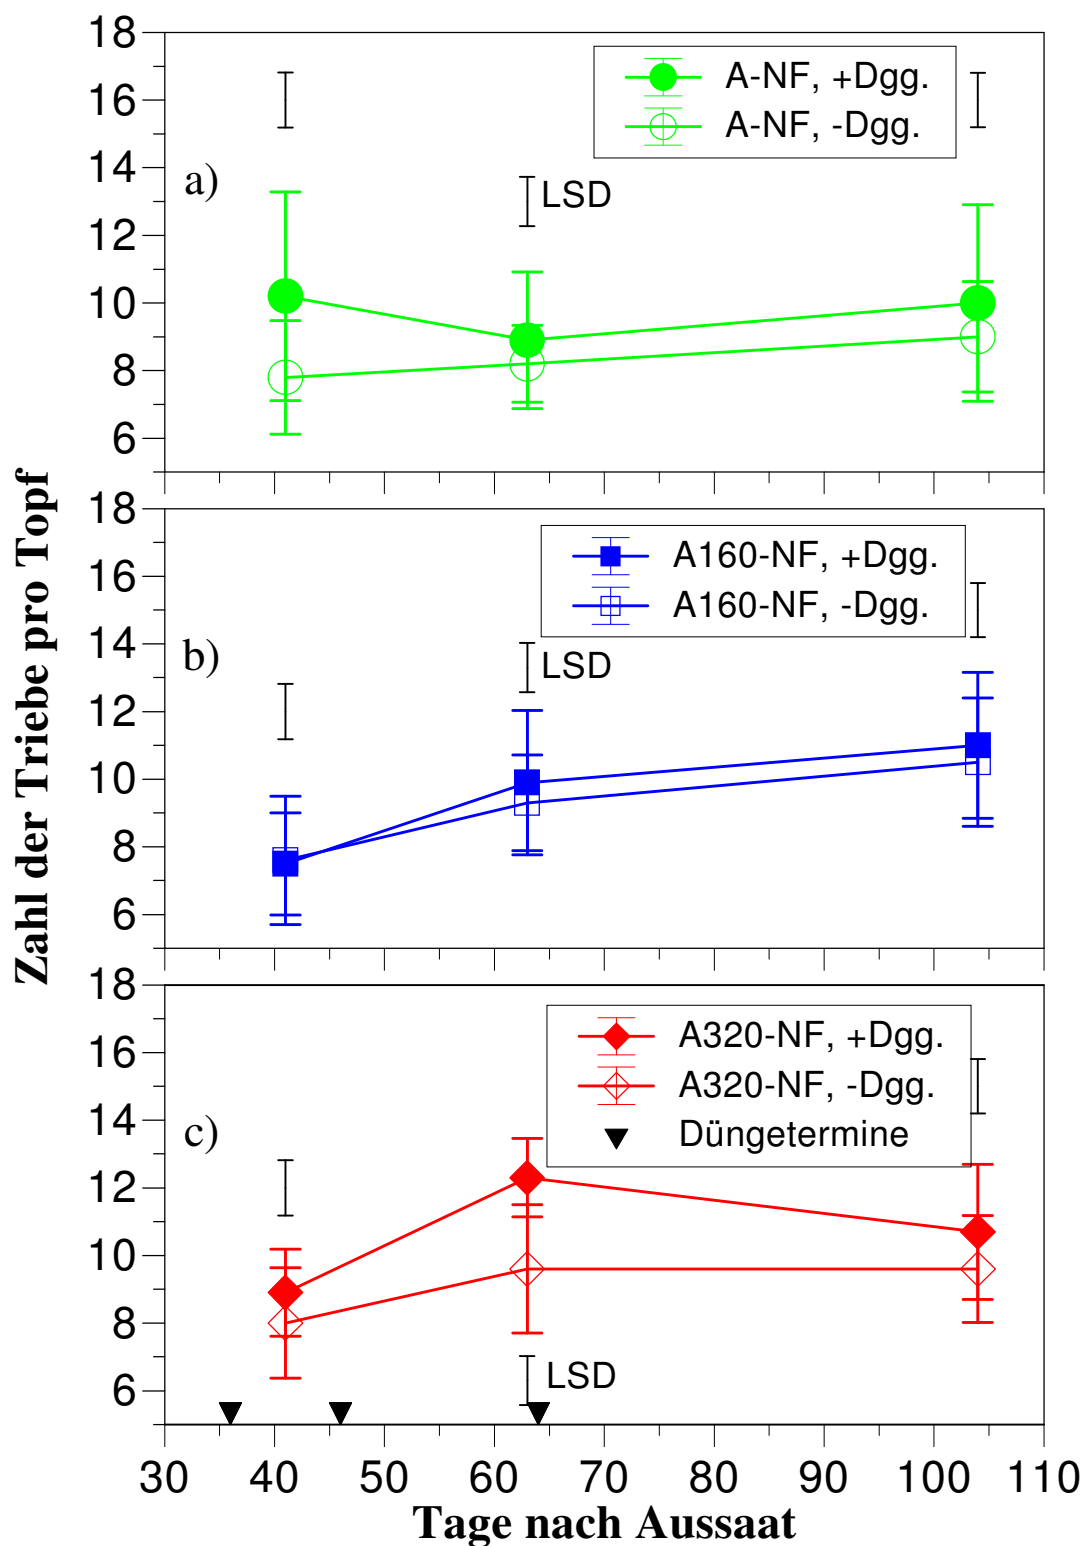 Zahl der Triebe pro Topf
18
16
14
12
10
8
6
a)
A-NF, +Dgg.
A-NF, -Dgg.
LSD
18
16
14
12
10
8
6
b)
A160-NF, +Dgg.
A160-NF, -Dgg.
LSD
18
16
14
12
10
8
6
c)
A320-NF, +Dgg.
A320-NF, -Dgg.
Düngetermine
LSD
30 40 50 60 70 80 90 100 110
Tage nach Aussaat